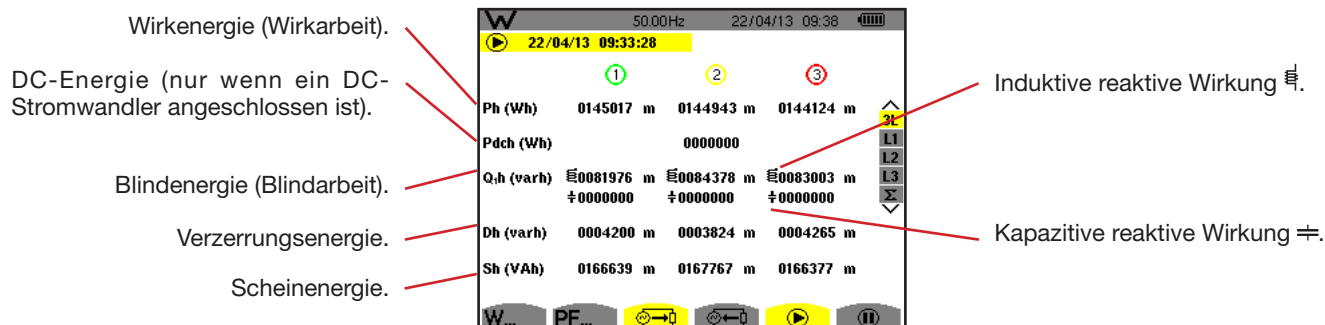 Wirkenergie (Wirkarbeit).
DC-Energie (nur wenn ein DC-
Stromwandler angeschlossen ist).
Blindenergie (Blindarbeit).
Verzerrungsenergie.
Scheinenergie.
W 50.00Hz 22/04/13 09:38
22/04/13 09:33:28
1 2 3
Ph (Wh) 0145017 m 0144943 m 0144124 m
Pdch (Wh) 0000000
Q₁h (varh) 0081976 m 0084378 m 0083003 m
0000000 0000000 0000000
Dh (varh) 0004200 m 0003824 m 0004265 m
Sh (VAh) 0166639 m 0167767 m 0166377 m
3L
L1
L2
L3
Σ
W... PF...
Induktive reaktive Wirkung .
Kapazitive reaktive Wirkung .